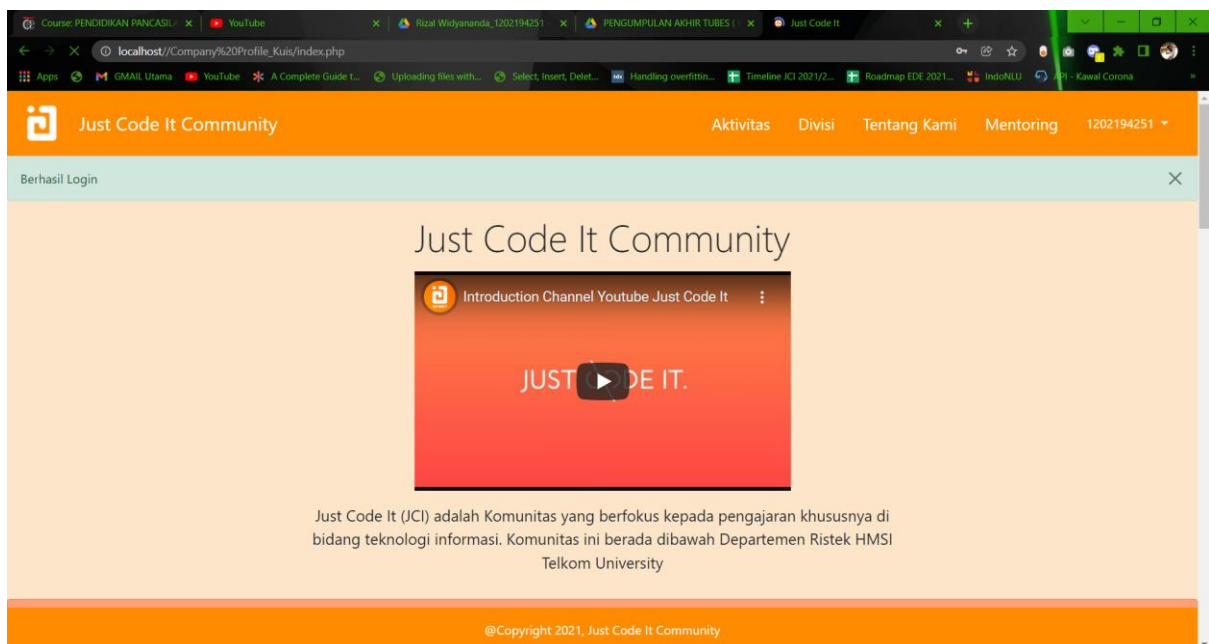 Course: PENDIDIKAN PANCASIL
YouTube
Rizal Widyananda_1202194251
PENGUMPULAN AKHIR TUBES (
Just Code It
localhost//Company%20Profile_Kuis/index.php
Apps
GMAIL Utama
YouTube
A Complete Guide t...
Uploading files with...
Select, Insert, Delet...
Handling overfittin...
Timeline JCI 2021/2...
Roadmap EDE 2021...
IndoNLU
API - Kawal Corona
Just Code It Community
Aktivitas
Divisi
Tentang Kami
Mentoring
1202194251
Berhasil Login
Just Code It Community
Introduction Channel Youtube Just Code It
JUST CODE IT.
Just Code It (JCI) adalah Komunitas yang berfokus kepada pengajaran khususnya di
bidang teknologi informasi. Komunitas ini berada dibawah Departemen Ristek HMSI
Telkom University
@Copyright 2021, Just Code It Community